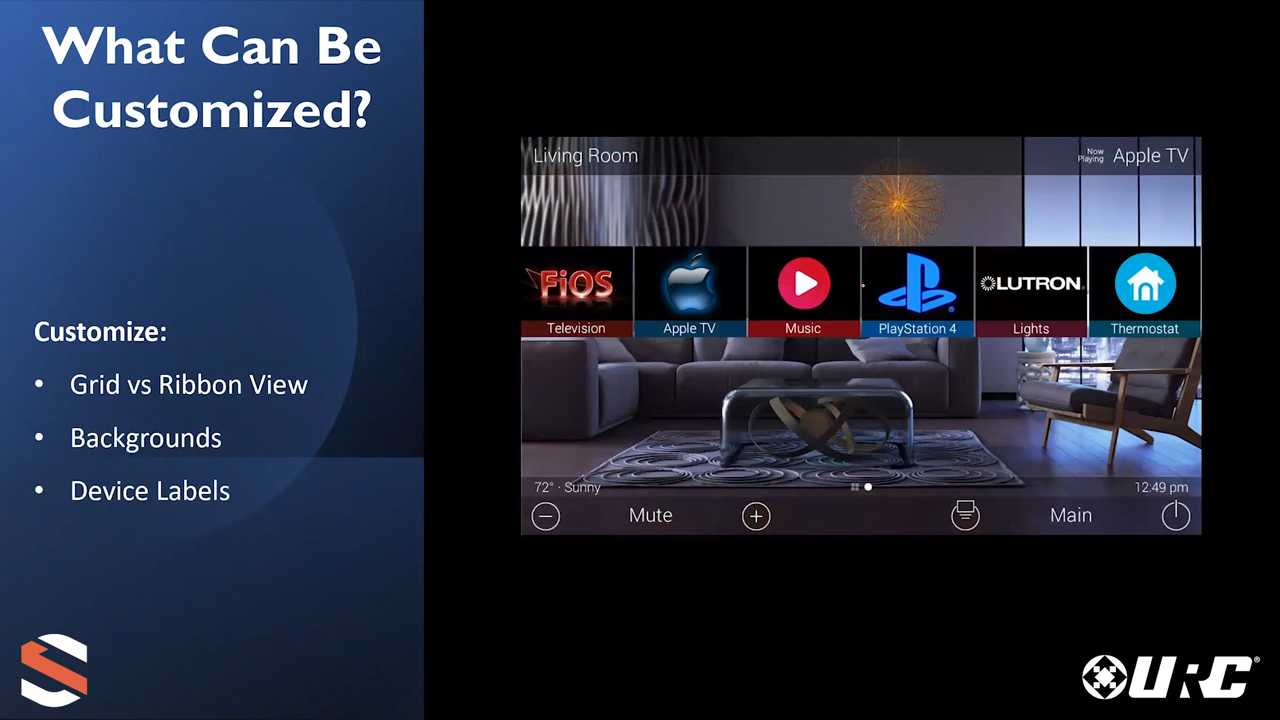 What Can Be
Customized?
Customize:
• Grid vs Ribbon View
• Backgrounds
• Device Labels
Living Room
Now Playing Apple TV
FiOS
LUTRON
Television
Apple TV
Music
PlayStation 4
Lights
Thermostat
72° · Sunny
12:49 pm
Mute
Main
URC®